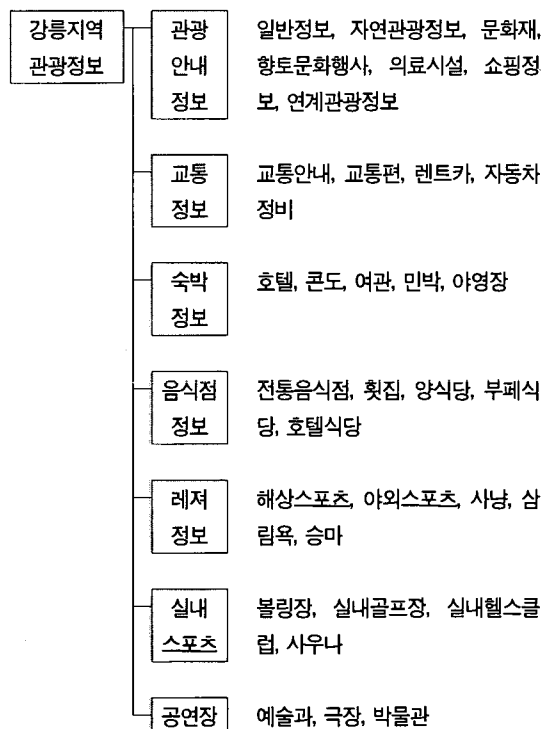 강릉지역
관광정보
관광
안내
정보
일반정보, 자연관광정보, 문화재,
향토문화행사, 의료시설, 쇼핑정
보, 연계관광정보
교통
정보
교통안내, 교통편, 렌트카, 자동차
정비
숙박
정보
호텔, 콘도, 여관, 민박, 야영장
음식점
정보
전통음식점, 횟집, 양식당, 부페식
당, 호텔식당
레져
정보
해상스포츠, 야외스포츠, 사냥, 삼
림욕, 승마
실내
스포츠
볼링장, 실내골프장, 실내헬스클
럽, 사우나
공연장
예술과, 극장, 박물관